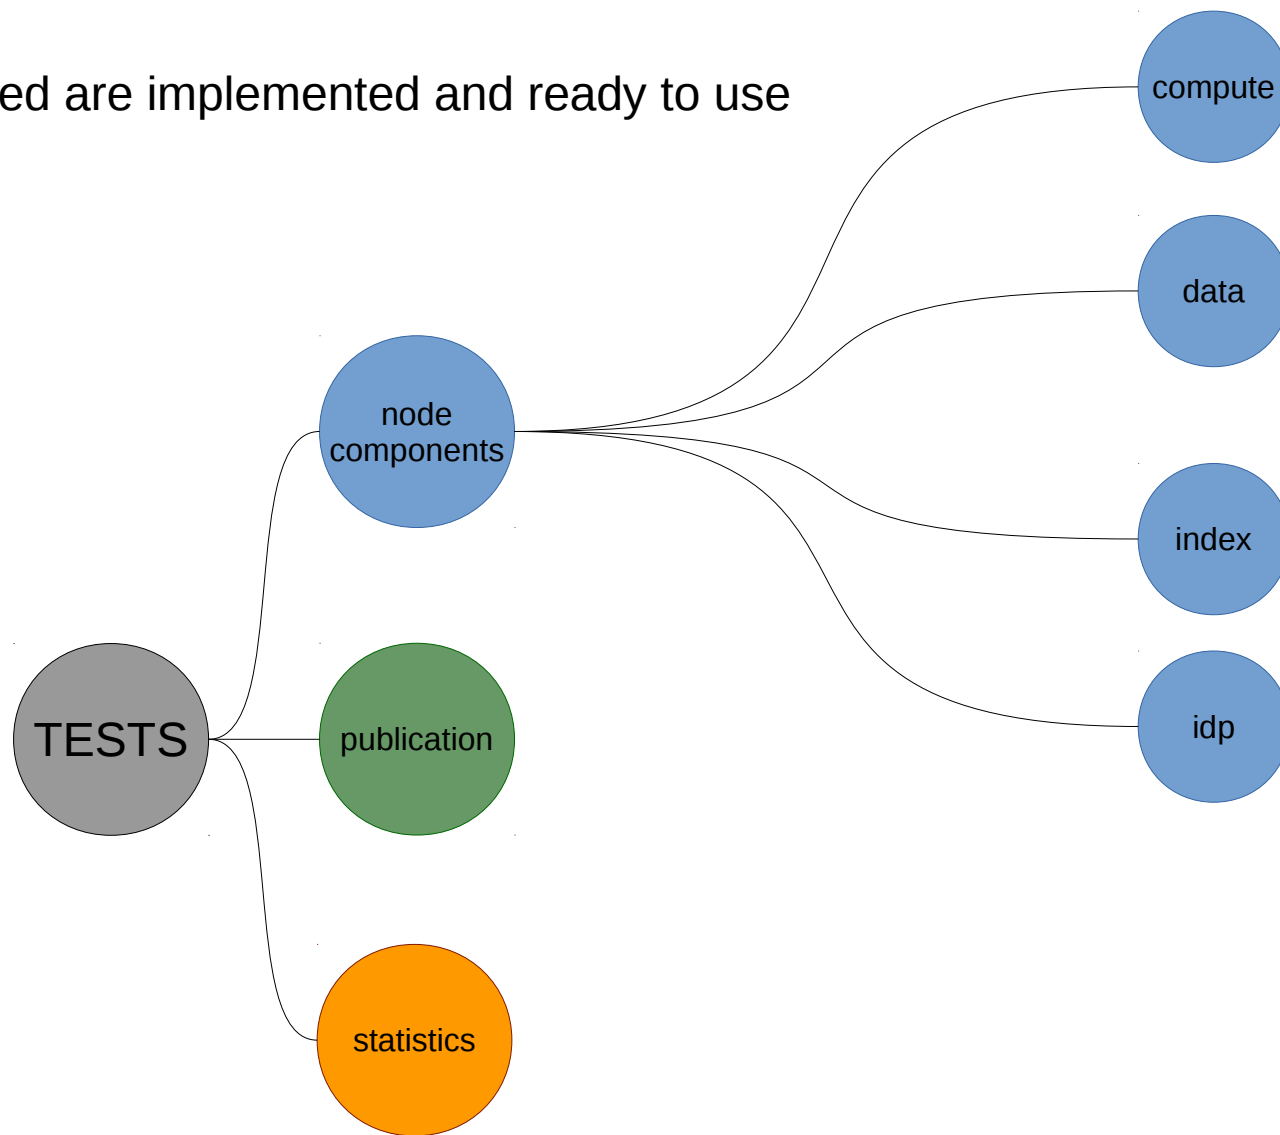 ed are implemented and ready to use
compute
data
node
components
index
idp
TESTS
publication
statistics